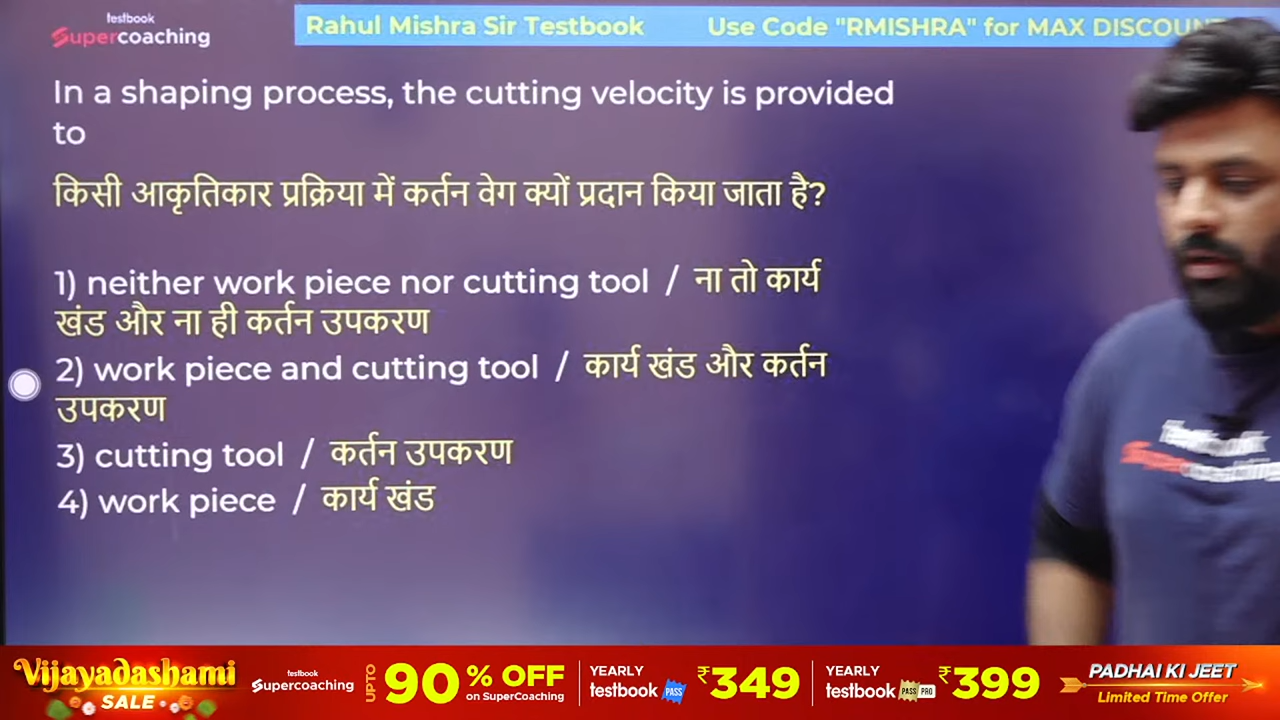 testbook
Supercoaching
Rahul Mishra Sir Testbook
Use Code "RMISHRA" for MAX DISCOUNT
In a shaping process, the cutting velocity is provided
to
किसी आकृतिकार प्रक्रिया में कर्तन वेग क्यों प्रदान किया जाता है?
1) neither work piece nor cutting tool / ना तो कार्य
खंड और ना ही कर्तन उपकरण
2) work piece and cutting tool / कार्य खंड और कर्तन
उपकरण
3) cutting tool / कर्तन उपकरण
4) work piece / कार्य खंड
testbook
Supercoaching
Vijayadashami
SALE
testbook
Supercoaching
UPTO
90% OFF
on SuperCoaching
YEARLY
testbook PASS
₹349
YEARLY
testbook PASS PRO
₹399
PADHAI KI JEET
Limited Time Offer